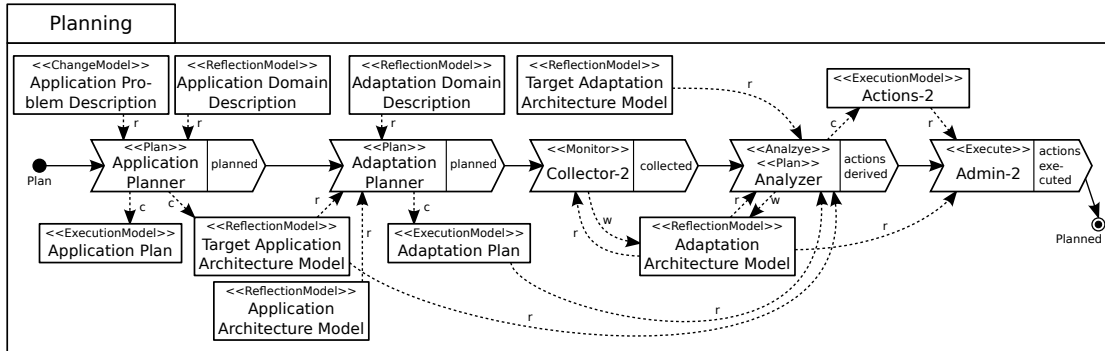 Planning
<<ChangeModel>>
Application Pro-
blem Description
<<ReflectionModel>>
Application Domain
Description
<<ReflectionModel>>
Adaptation Domain
Description
<<ReflectionModel>>
Target Adaptation
Architecture Model
<<ExecutionModel>>
Actions-2
r
r
r
r
c
r
Plan
<<Plan>>
Application
Planner
planned
<<Plan>>
Adaptation
Planner
planned
<<Monitor>>
Collector-2
collected
<<Analzye>>
<<Plan>>
Analyzer
actions
derived
<<Execute>>
Admin-2
actions
exe-
cuted
Planned
c
c
r
r
c
w
r
r
w
r
<<ExecutionModel>>
Application Plan
<<ReflectionModel>>
Target Application
Architecture Model
<<ExecutionModel>>
Adaptation Plan
<<ReflectionModel>>
Adaptation
Architecture Model
<<ReflectionModel>>
Application
Architecture Model
r
r